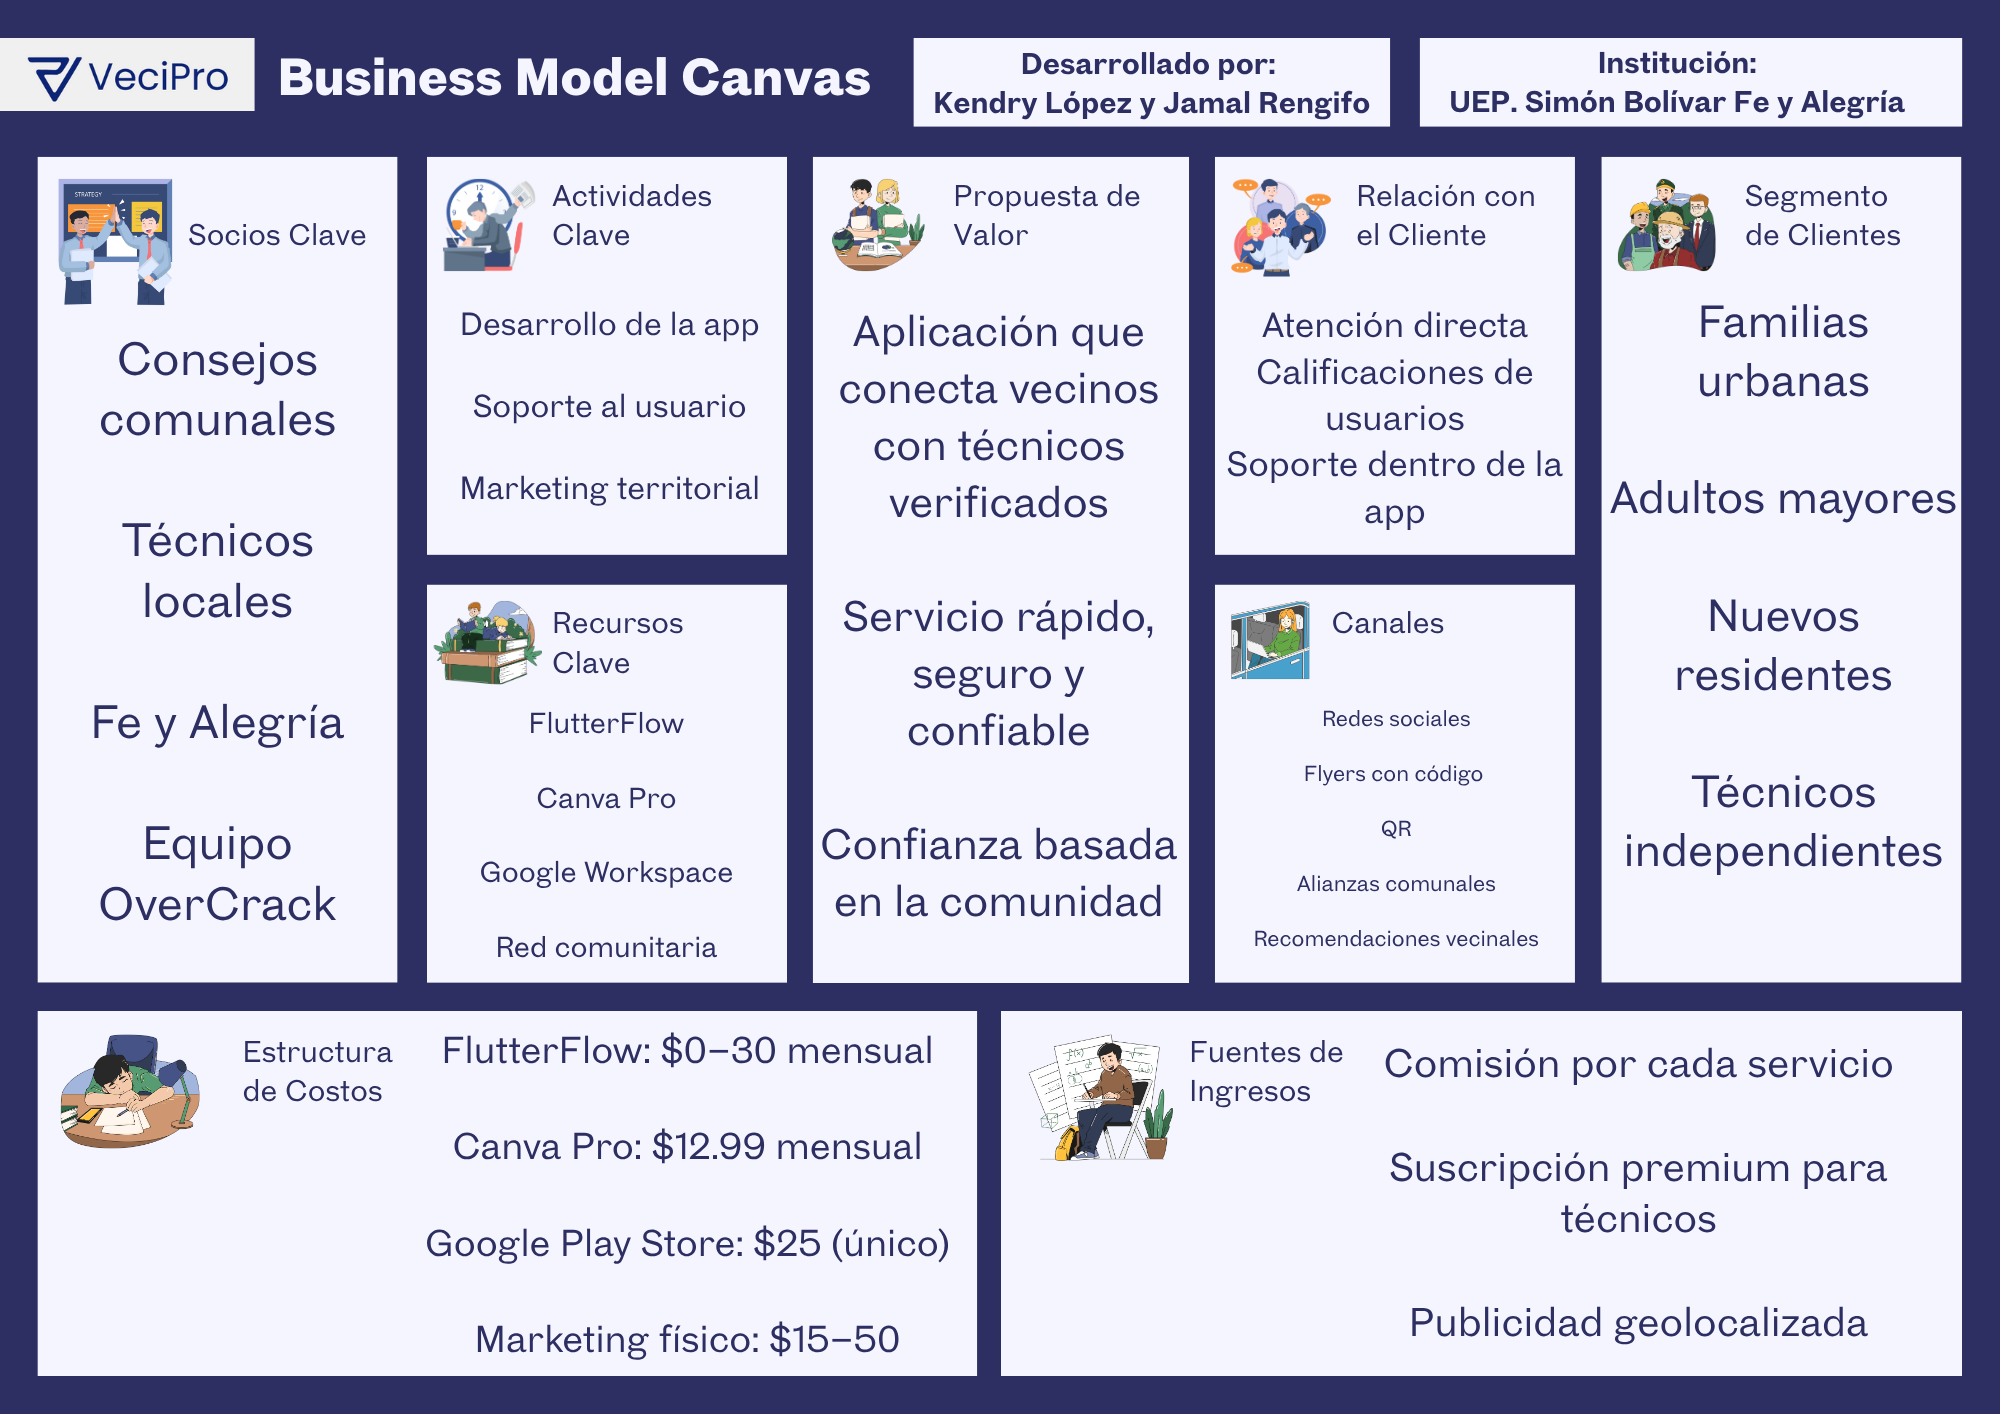 VeciPro
Business Model Canvas
Desarrollado por:
Kendry López y Jamal Rengifo
Institución:
UEP. Simón Bolívar Fe y Alegría
STRATEGY
Socios Clave
Consejos
comunales
Técnicos
locales
Fe y Alegría
Equipo
OverCrack
12
9
Actividades
Clave
Desarrollo de la app
Soporte al usuario
Marketing territorial
Recursos
Clave
FlutterFlow
Canva Pro
Google Workspace
Red comunitaria
Propuesta de
Valor
Aplicación que
conecta vecinos
con técnicos
verificados
Servicio rápido,
seguro y
confiable
Confianza basada
en la comunidad
Relación con
el Cliente
Atención directa
Calificaciones de
usuarios
Soporte dentro de la
app
Canales
Redes sociales
Flyers con código
QR
Alianzas comunales
Recomendaciones vecinales
Segmento
de Clientes
Familias
urbanas
Adultos mayores
Nuevos
residentes
Técnicos
independientes
Estructura
de Costos
FlutterFlow: $0–30 mensual
Canva Pro: $12.99 mensual
Google Play Store: $25 (único)
Marketing físico: $15–50
Fuentes de
Ingresos
Comisión por cada servicio
Suscripción premium para
técnicos
Publicidad geolocalizada